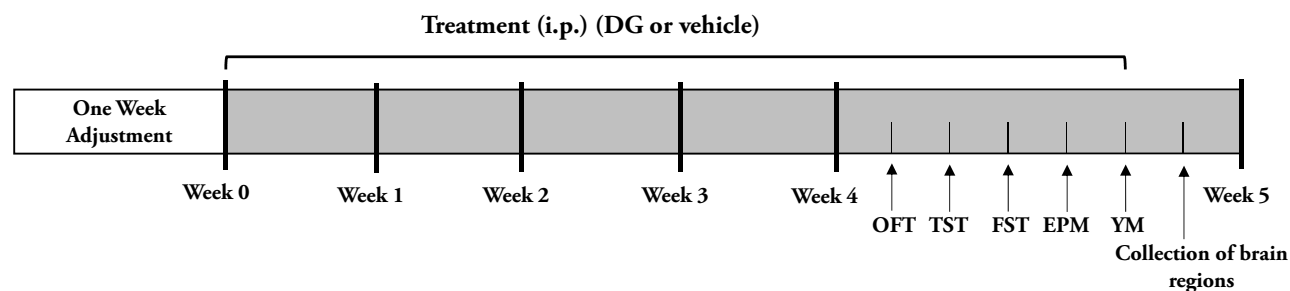 Treatment (i.p.) (DG or vehicle)
One Week
Adjustment
Week 0
Week 1
Week 2
Week 3
Week 4
Week 5
OFT
TST
FST
EPM
YM
Collection of brain
regions